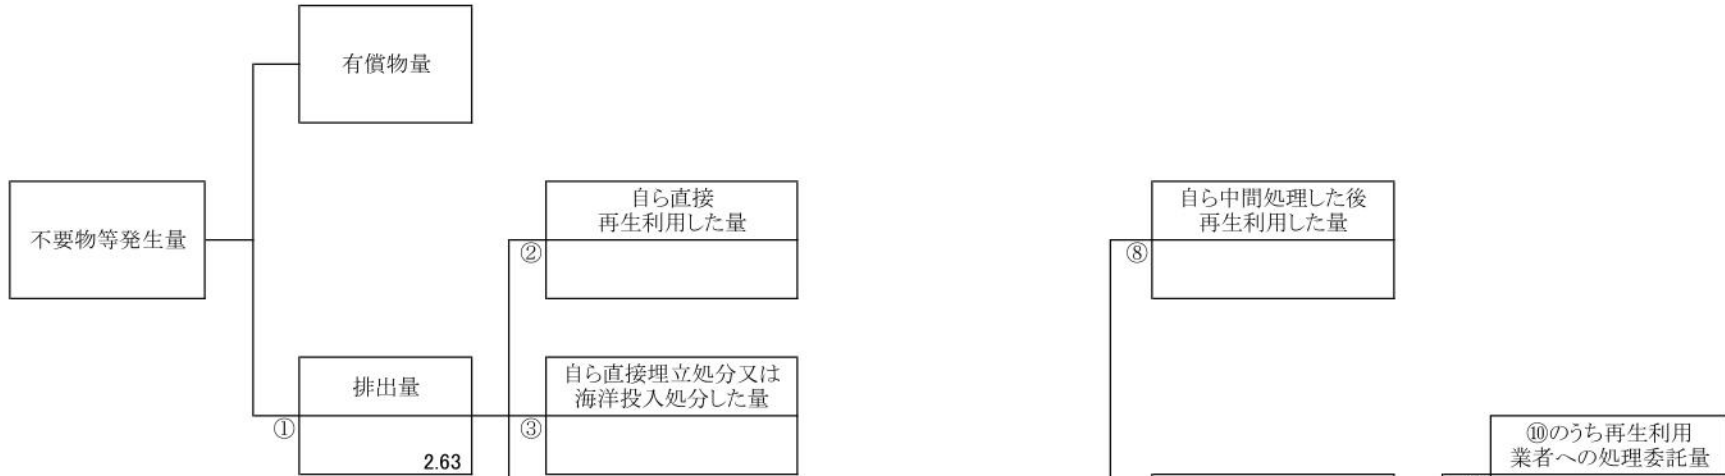 有償物量
不要物等発生量
自ら直接
再生利用した量
②
自ら中間処理した後
再生利用した量
⑧
排出量
①
2.63
自ら直接埋立処分又は
海洋投入処分した量
③
⑩のうち再生利用
業者への処理委託量